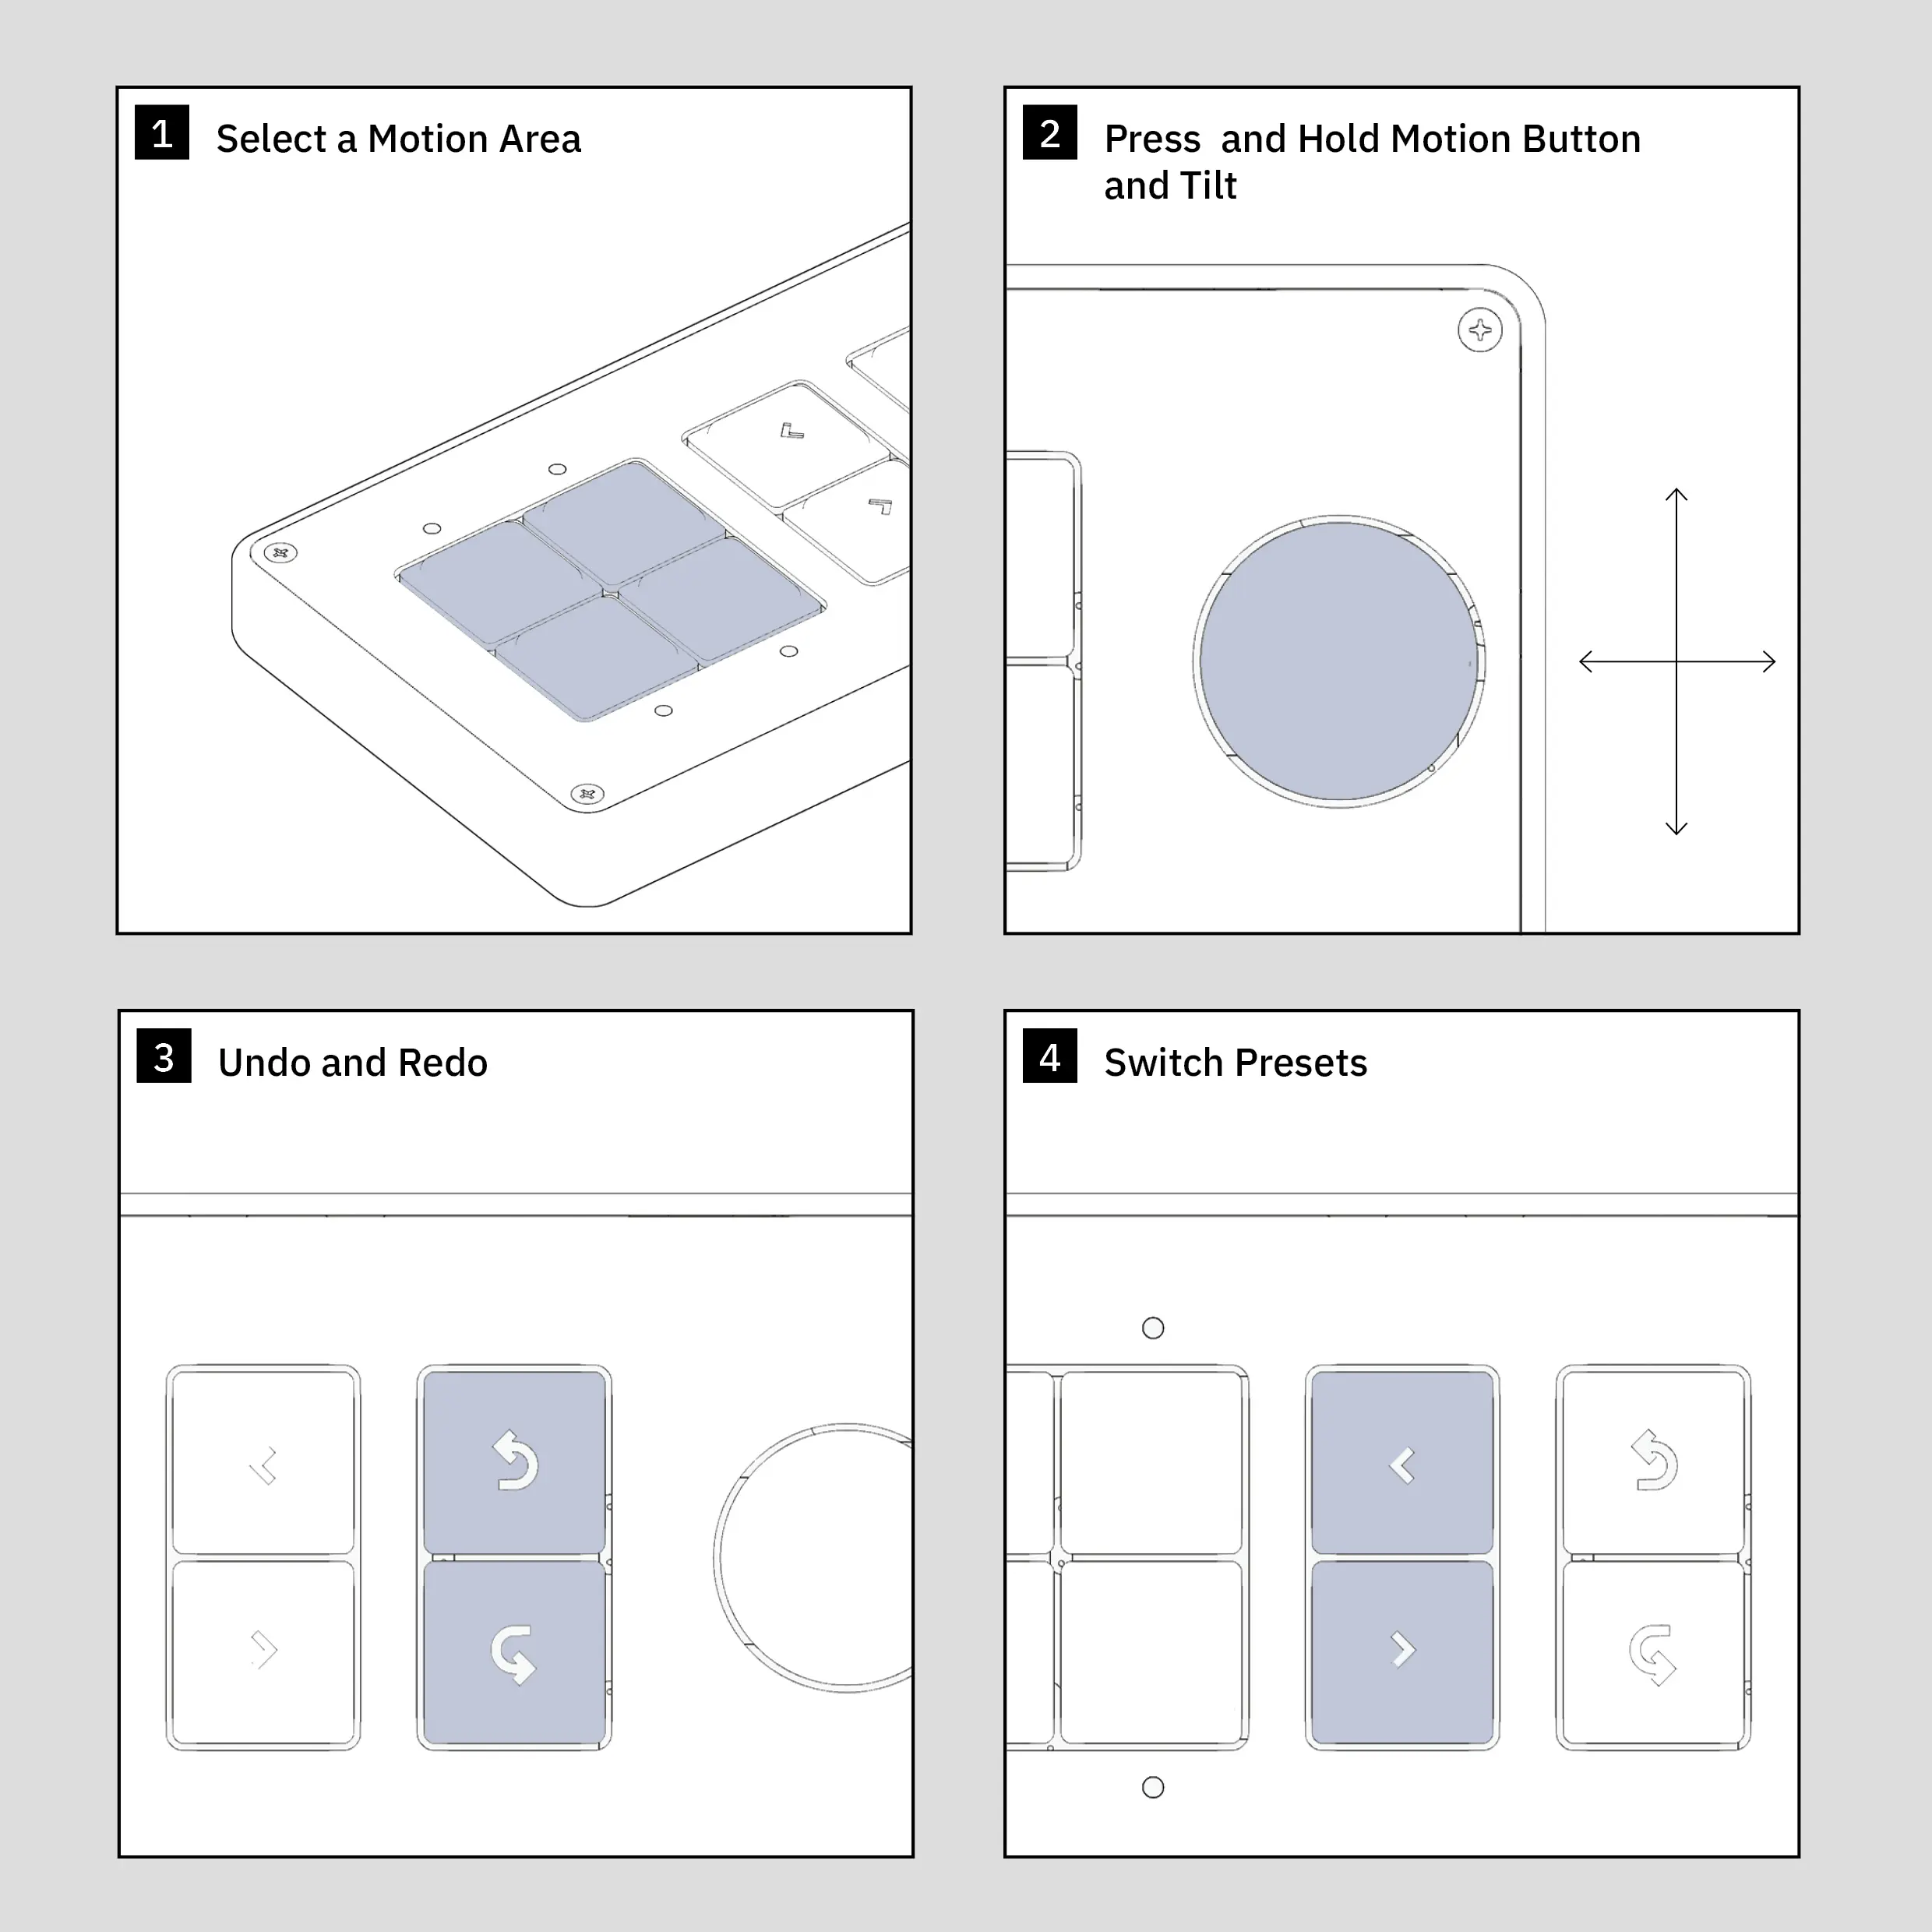 1 Select a Motion Area
2 Press  and Hold Motion Button
and Tilt
3 Undo and Redo
4 Switch Presets